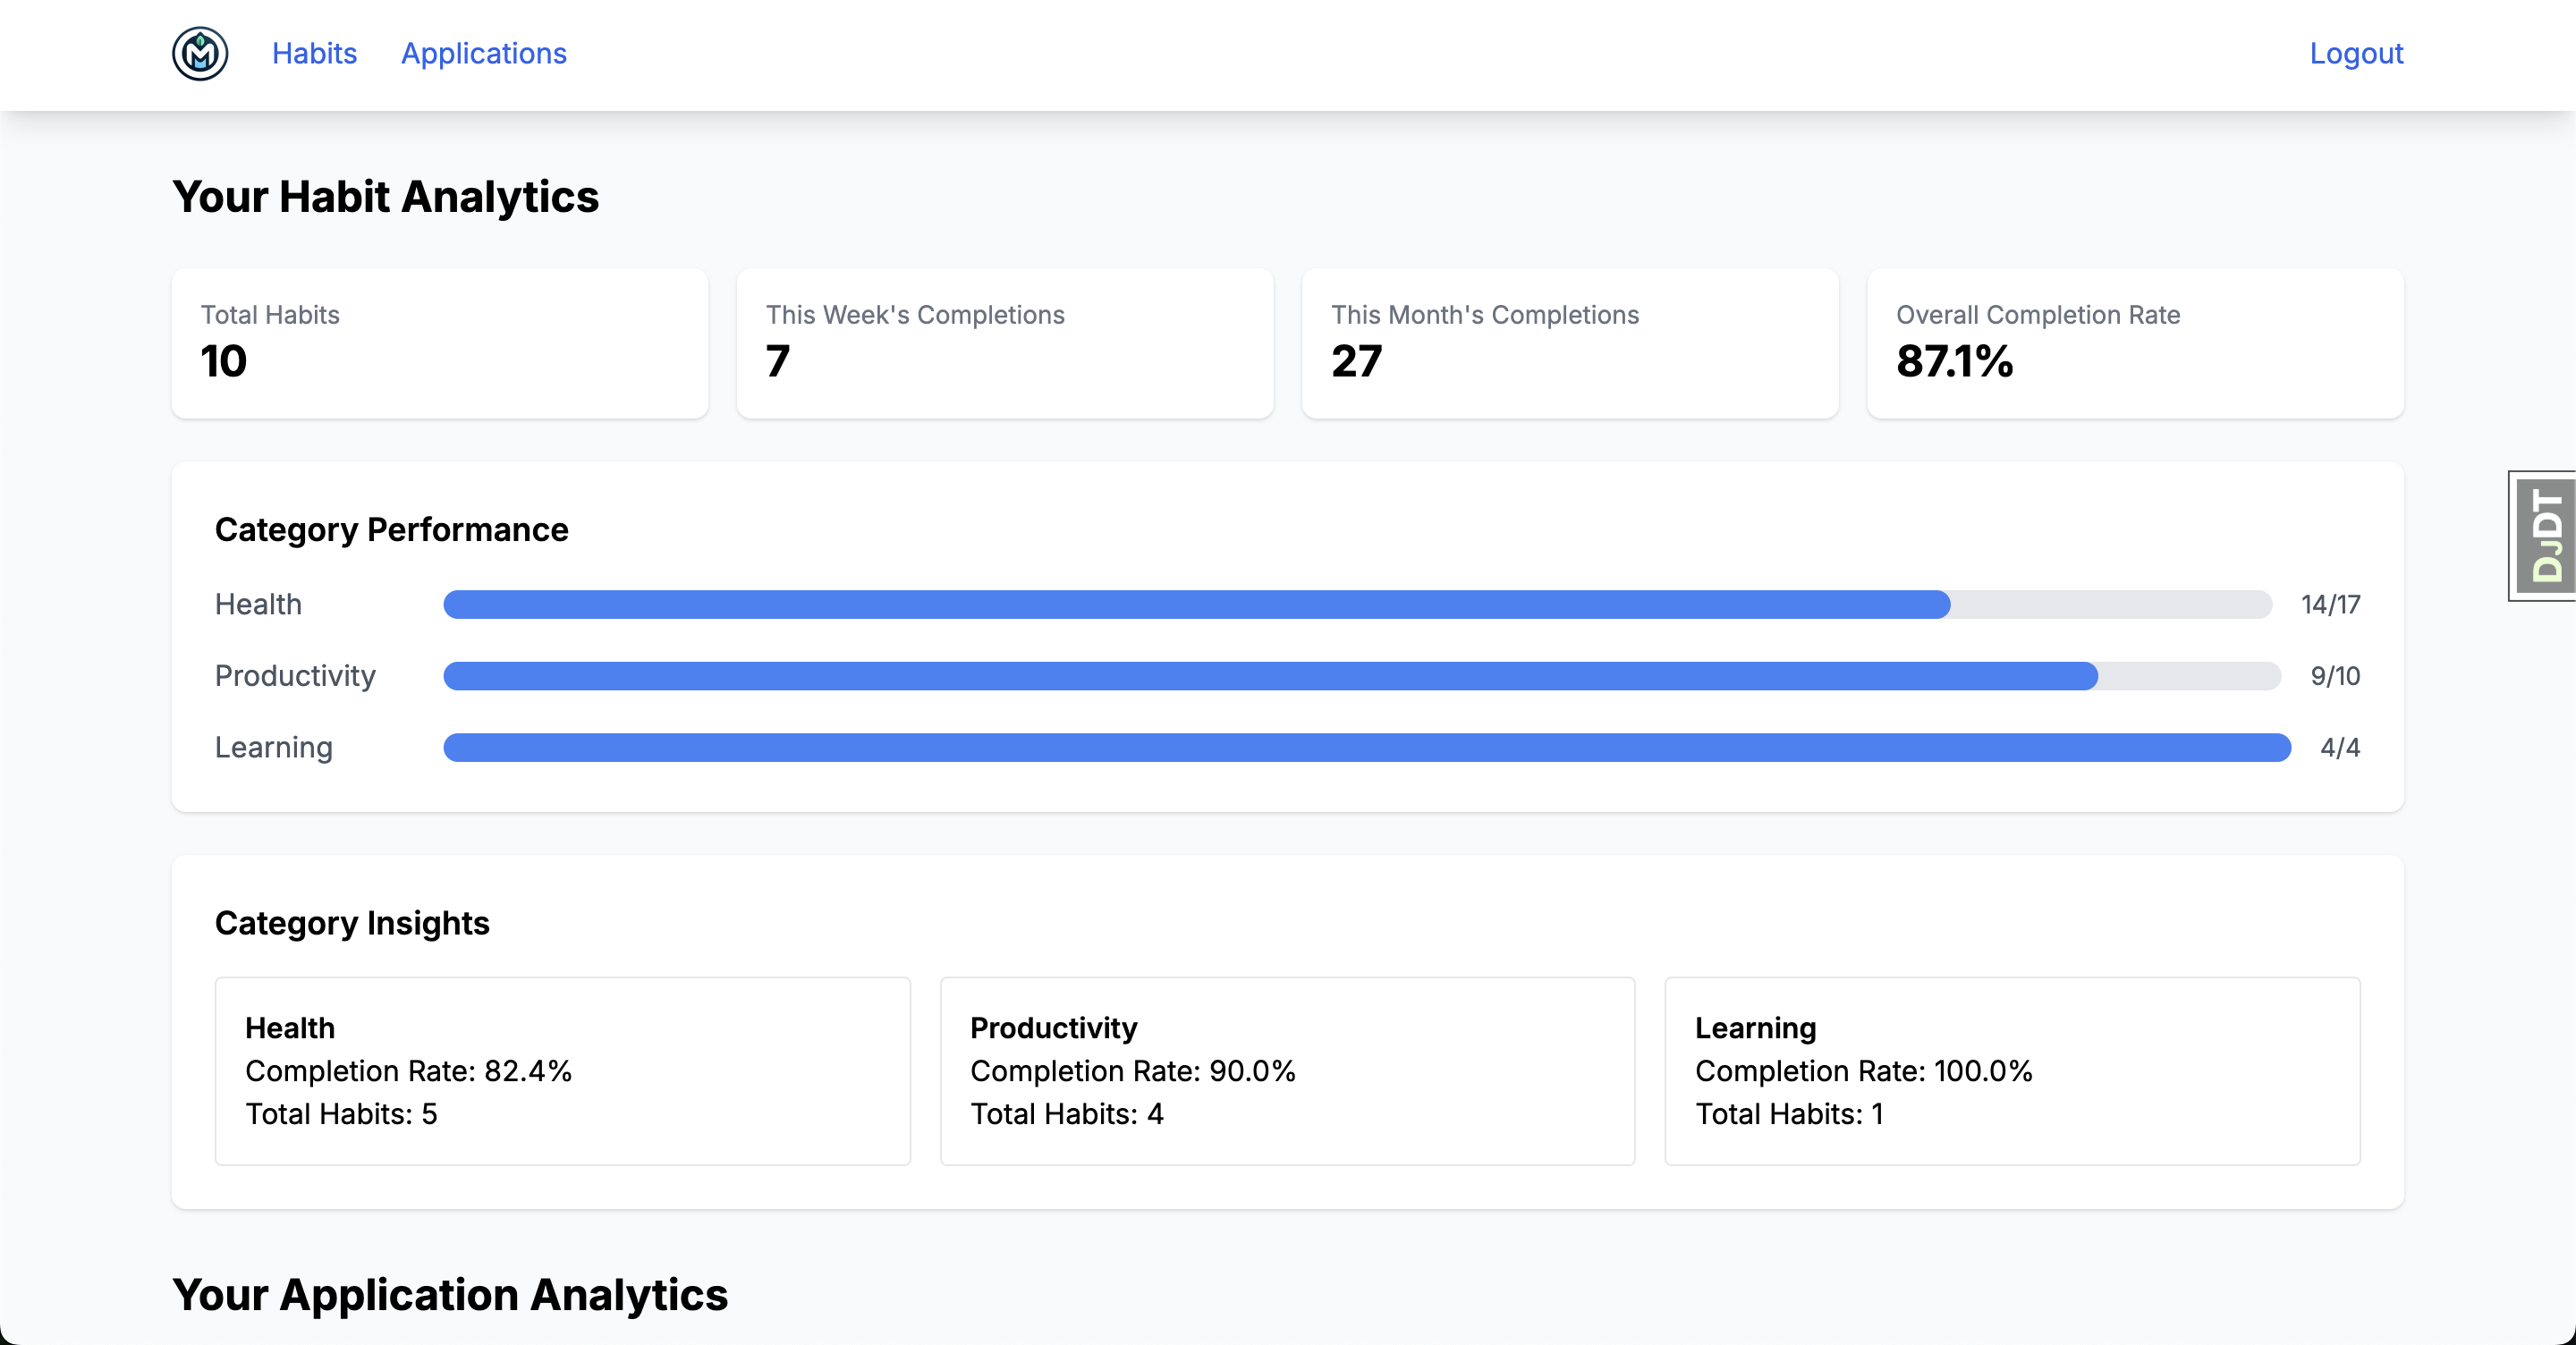 Habits
Applications
Logout
Your Habit Analytics
Total Habits
10
This Week's Completions
7
This Month's Completions
27
Overall Completion Rate
87.1%
DJDT
Category Performance
Health
14/17
Productivity
9/10
Learning
4/4
Category Insights
Health
Completion Rate: 82.4%
Total Habits: 5
Productivity
Completion Rate: 90.0%
Total Habits: 4
Learning
Completion Rate: 100.0%
Total Habits: 1
Your Application Analytics